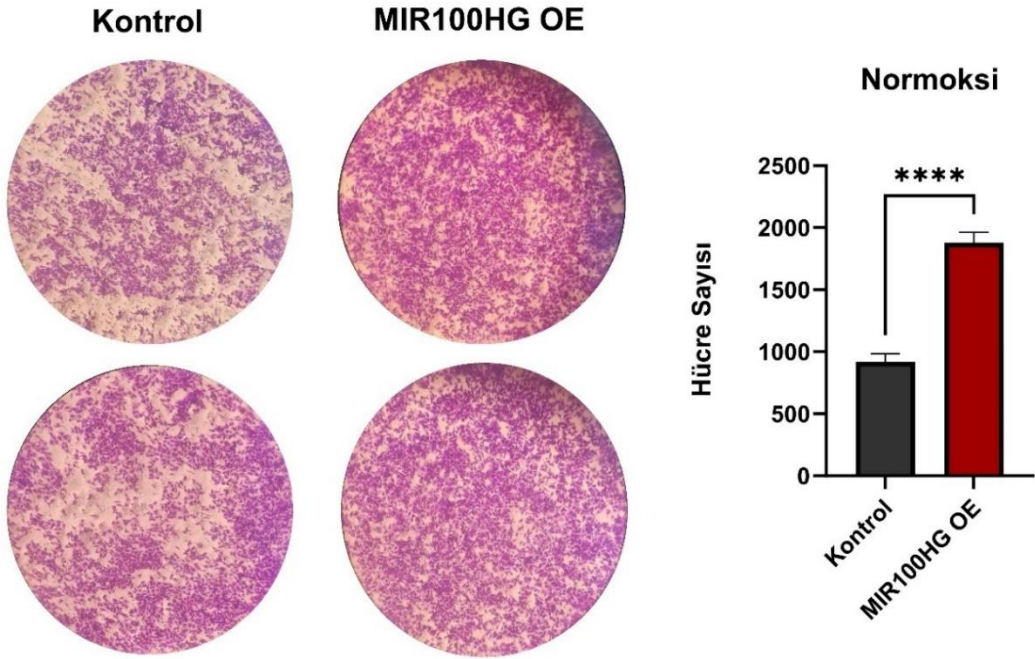 Kontrol
MIR100HG OE
Normoksi
****
Hücre Sayısı
2500
2000
1500
1000
500
0
Kontrol
MIR100HG OE